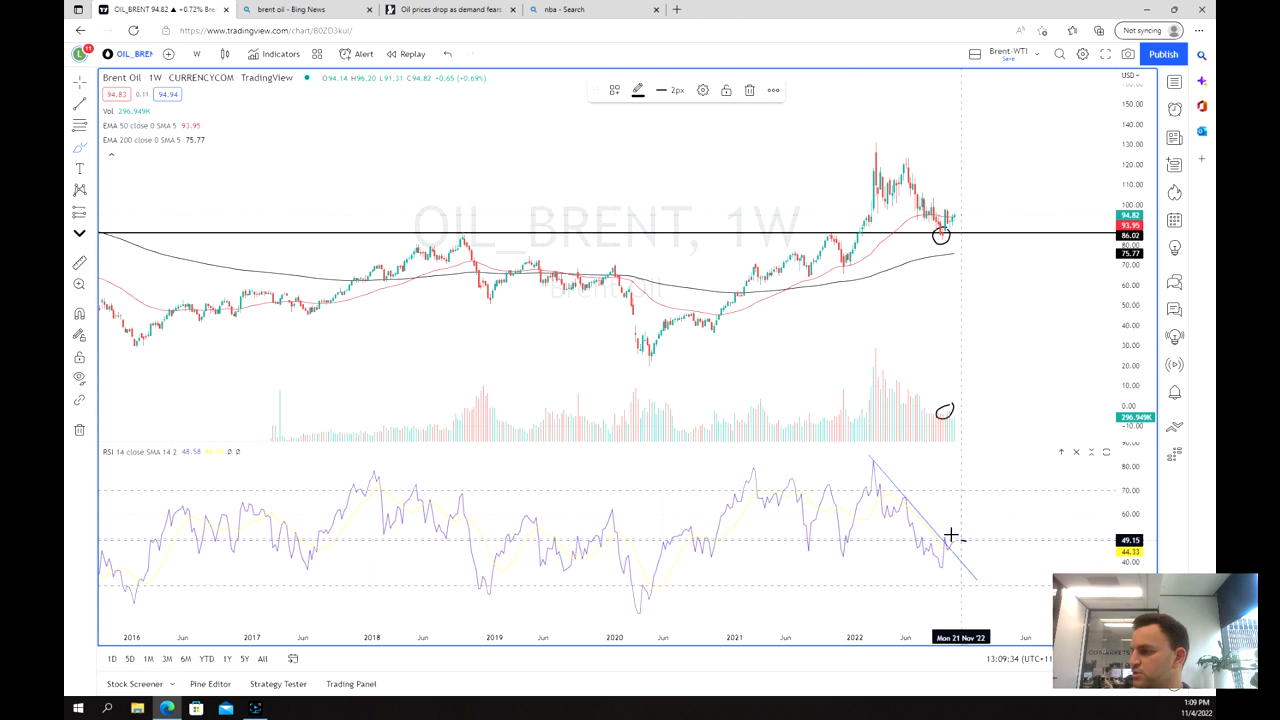 OIL_BRENT 94.82 ▲ +0.72% Bre
brent oil - Bing News
Oil prices drop as demand fears
nba - Search
https://www.tradingview.com/chart/B0ZD3kul/
Not syncing
11
OIL_BREN
W
Indicators
Alert
Replay
Brent-WTI
Save
Publish
Brent Oil 1W CURRENCYCOM TradingView
O94.14 H96.20 L91.31 C94.82 +0.65 (+0.69%)
2px
USD
94.83 0.11 94.94
Vol 296.949K
EMA 50 close 0 SMA 5 93.95
EMA 200 close 0 SMA 5 75.77
OIL_BRENT, 1W
Brent Oil
150.00
140.00
130.00
120.00
110.00
100.00
94.82
93.95
86.02
80.00
75.77
70.00
60.00
50.00
40.00
30.00
20.00
10.00
0.00
296.949K
−10.00
RSI 14 close SMA 14 2 48.58
Ø Ø
90.00
80.00
70.00
60.00
49.15
44.33
40.00
2016 Jun 2017 Jun 2018 Jun 2019 Jun 2020 Jun 2021 Jun 2022 Jun Mon 21 Nov '22 Jun
1D 5D 1M 3M 6M YTD 1Y 5Y All
13:09:34 (UTC+11
Stock Screener Pine Editor Strategy Tester Trading Panel
1:09 PM
11/4/2022